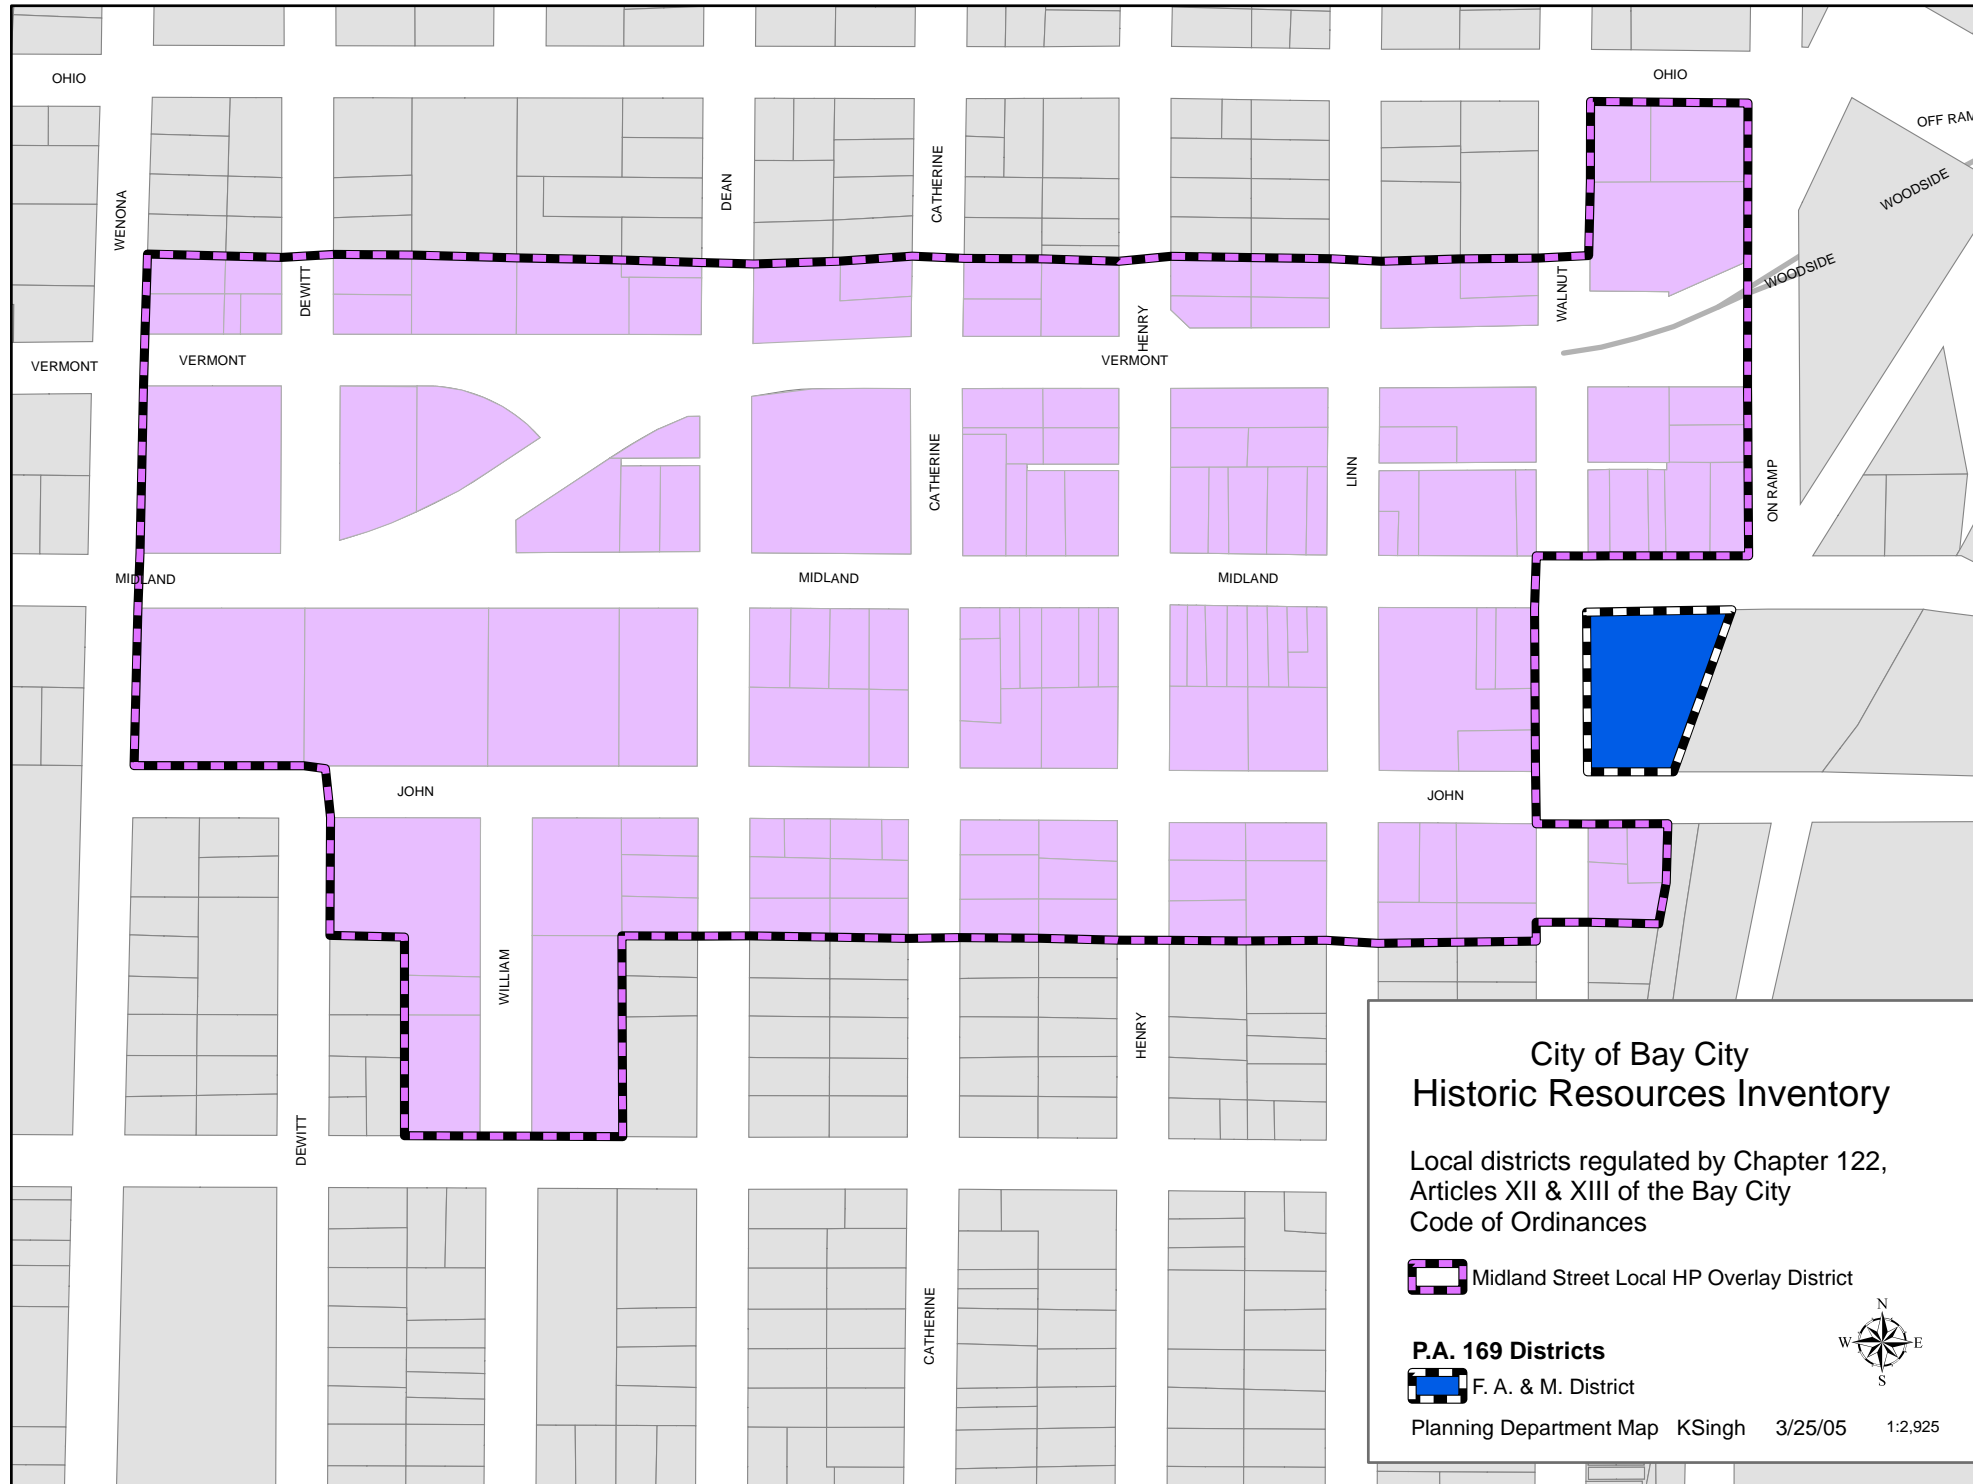 OHIO
OHIO
OFF RAM
WOODSIDE
WENONA
DEAN
CATHERINE
DEWITT
WALNUT
WOODSIDE
HENRY
VERMONT
VERMONT
VERMONT
CATHERINE
LINN
ON RAMP
MIDLAND
MIDLAND
MIDLAND
JOHN
JOHN
WILLIAM
HENRY
DEWITT
CATHERINE
City of Bay City
Historic Resources Inventory
Local districts regulated by Chapter 122,
Articles XII & XIII of the Bay City
Code of Ordinances
Midland Street Local HP Overlay District
N
W E
S
P.A. 169 Districts
F. A. & M. District
Planning Department Map KSingh 3/25/05 1:2,925